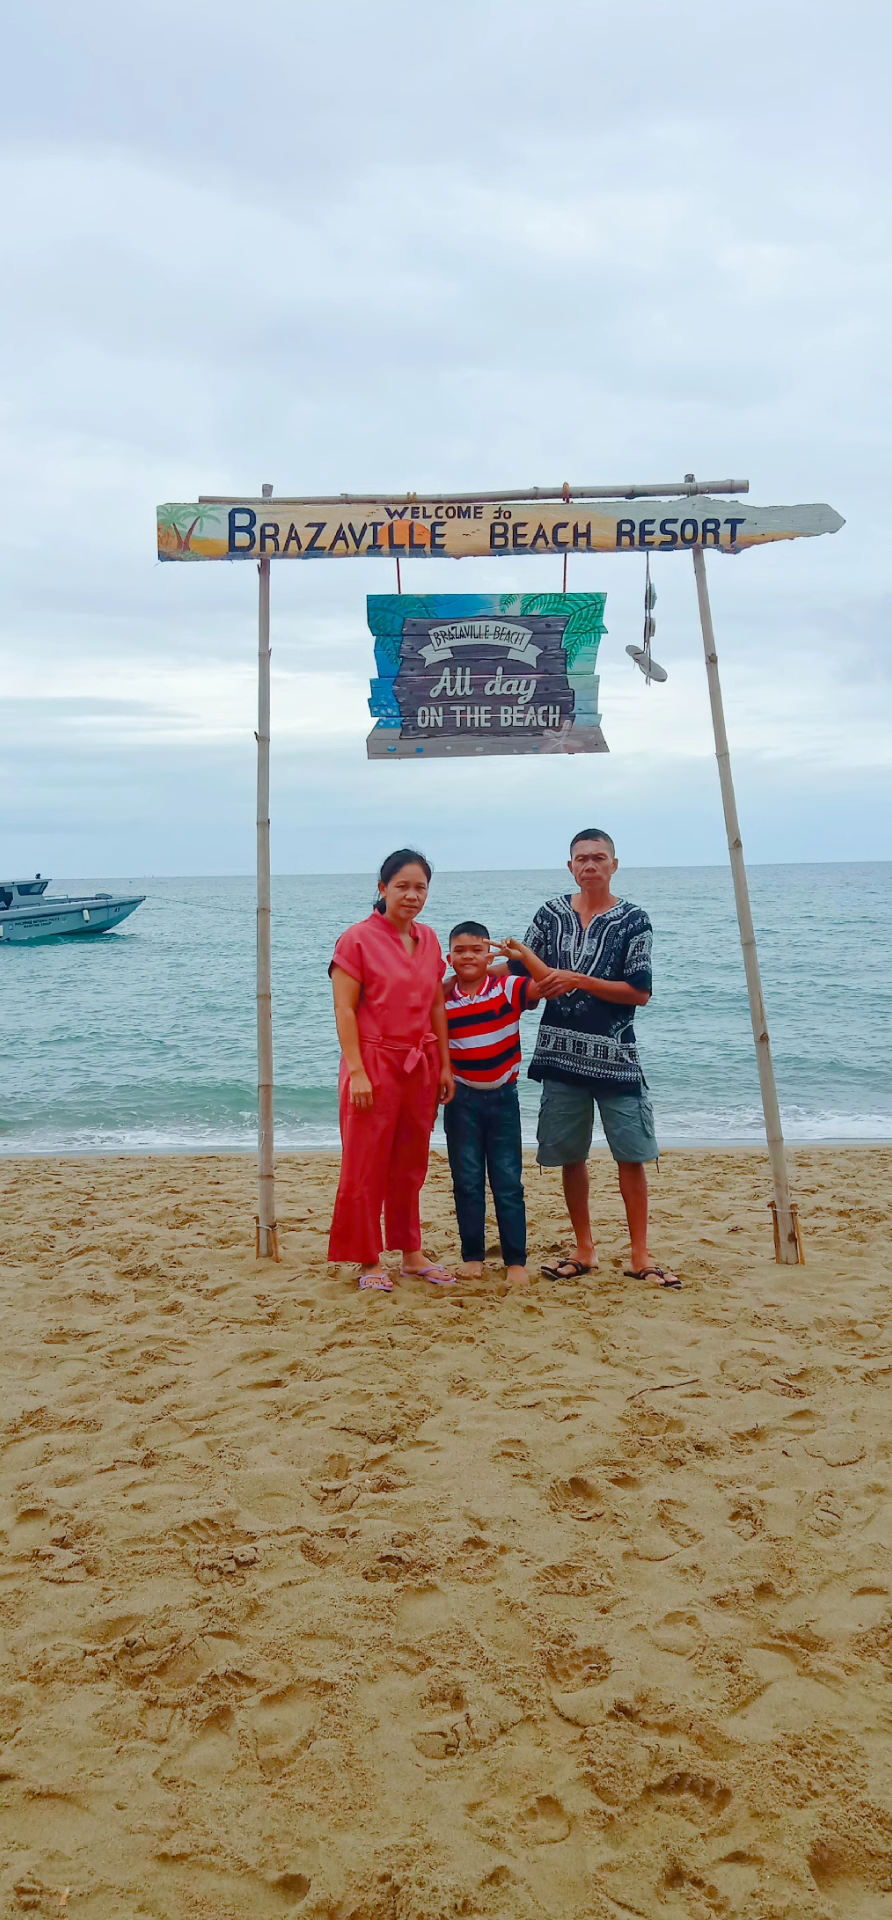 WELCOME to
BRAZAVILLE BEACH RESORT
BRAZAVILLE BEACH
All day
ON THE BEACH